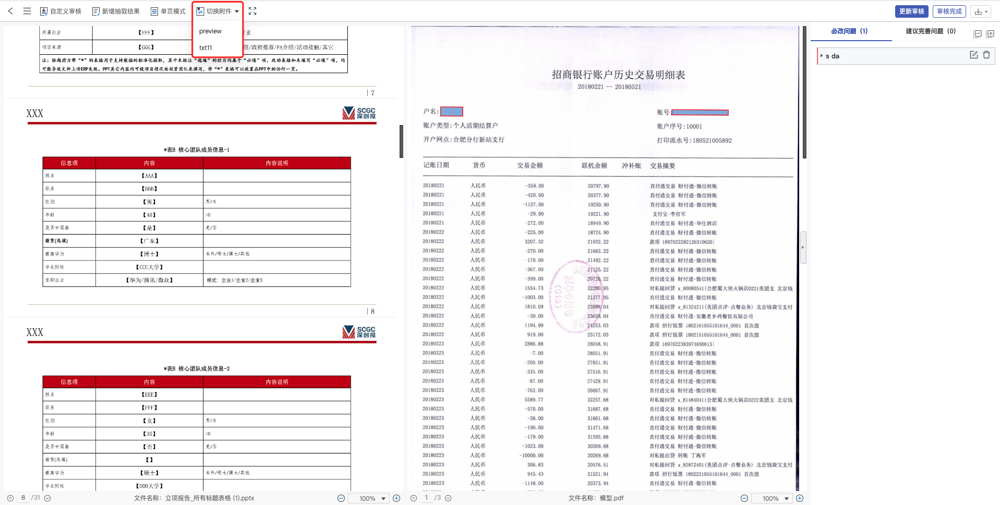 自定义审核 新增抽取结果 单页模式 切换附件
preview
txt11
更新审核 审核完成
所属行业 【FFF】 业
项目来源 【GGG】 绍/政府推荐/FA介绍/活动接触/其它
注: 标题前方带 "*" 的表格用于支持数据的标准化提取, 其中未标注 "选填" 的栏目均属于 "必填" 项, 改动表格和未填写 "必填" 项, 均
可能导致文件上传ERP失败。PPT其它内容均可视项目情况由投资团队来撰写, 带 "*" 表格可以放置在PPT中的任何一页。
| 7
XXX
SCGC
深创投
*表B 核心团队成员信息-1
信息项 内容 内容说明
姓名 【AAA】
职务 【BBB】
性别 【男】 男/女
年龄 【40】 >0
是否中国籍 【是】 是/否
籍贯(选填) 【广东】
最高学历 【博士】 本科/硕士/博士/其他
毕业院校 【CCC大学】
求职企业 【华为/腾讯/微众】 格式: 企业1/企业2/企业X
| 8
XXX
SCGC
深创投
*表B 核心团队成员信息-2
信息项 内容 内容说明
姓名 【EEE】
职务 【FFF】
性别 【女】 男/女
年龄 【35】 >0
是否中国籍 【否】 是/否
籍贯(选填) 【】
最高学历 【硕士】 本科/硕士/博士/其他
毕业院校 【DDD大学】
8 /31 文件名称: 立项报告_所有标题表格 (1).pptx 100%
招商银行账户历史交易明细表
20180221 -- 20180521
户名: 账号:
账户类型:个人活期结算户 账户序号:10001
开户网点:合肥分行新站支行 打印流水号:180521005892
记账日期 货币 交易金额 联机余额 冲补账 交易摘要
20180221 人民币 -359.00 20797.90 直付通交易 财付通-微信转账
20180221 人民币 -420.00 20377.90 直付通交易 财付通-微信转账
20180221 人民币 -1127.00 19250.90 直付通交易 财付通-微信转账
20180221 人民币 -29.00 19221.90 支付宝-李官军
20180221 人民币 -272.00 18949.90 直付通交易 财付通-华住酒店
20180222 人民币 -225.00 18724.90 直付通交易 财付通-微信转账
20180222 人民币 3207.32 21932.22 款项 1897022282126310620|
20180222 人民币 -270.00 21662.22 直付通交易 财付通-微信转账
20180222 人民币 -170.00 21492.22 直付通交易 财付通-微信转账
20180222 人民币 -367.00 21125.22 直付通交易 财付通-微信转账
20180222 人民币 -399.00 20726.22 直付通交易 财付通-微信转账
20180222 人民币 1554.73 22280.95 对私提回贷 x_80080541(合肥蜀大侠火锅店0221美团支 北京钱
20180222 人民币 -1003.00 21277.95 直付通交易 财付通-微信转账
20180222 人民币 1810.09 23088.04 对私提回贷 x_81324211(美团点评-点餐业务) 北京钱袋宝支付
20180222 人民币 -30.00 23058.04 直付通交易 财付通-安徽老乡鸡餐饮有限公司
20180222 人民币 1194.99 24253.03 款项 招行饭票 1802161055101644_0001 首次拨
20180222 人民币 919.00 25172.03 款项 招行饭票 1802151055101644_0001 首次拨
20180223 人民币 2886.88 28058.91 款项 1897022383974690613|
20180223 人民币 -7.00 28051.91 直付通交易 财付通-微信转账
20180223 人民币 -200.00 27851.91 直付通交易 财付通-微信转账
20180223 人民币 -335.00 27516.91 直付通交易 财付通-微信转账
20180223 人民币 -87.00 27429.91 直付通交易 财付通-微信转账
20180223 人民币 -762.00 26667.91 直付通交易 财付通-微信转账
20180223 人民币 5589.77 32257.68 对私提回贷 x_81484041(合肥蜀大侠火锅店0222美团支 北京钱
20180223 人民币 -570.00 31687.68 直付通交易 财付通-微信转账
20180223 人民币 -26.00 31661.68 直付通交易 财付通-微信转账
20180223 人民币 -190.00 31471.68 直付通交易 财付通-微信转账
20180223 人民币 -179.00 31292.68 直付通交易 财付通-微信转账
20180223 人民币 -1023.00 30269.68 直付通交易 财付通-微信转账
20180223 人民币 -10000.00 20269.68 对私提出贷 转账 丁海军
20180223 人民币 306.83 20576.51 对私提回贷 x_82872401(美团点评-点餐业务) 北京钱袋宝支付
20180223 人民币 945.43 21521.94 款项 招行饭票 1802231055101644_0001 首次拨
20180223 人民币 -1148.00 20373.94 直付通交易 财付通-微信转账
(013)
1 /3 文件名称: 模型.pdf 100%
必改问题 (1) 建议完善问题 (0)
s da